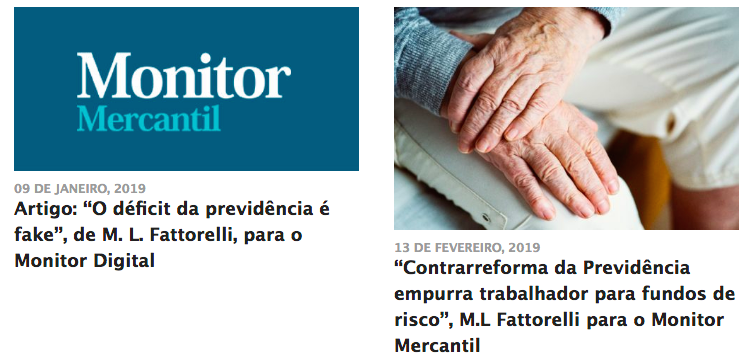 Monitor
Mercantil
09 DE JANEIRO, 2019
Artigo: “O déficit da previdência é
fake”, de M. L. Fattorelli, para o
Monitor Digital
13 DE FEVEREIRO, 2019
“Contrarreforma da Previdência
empurra trabalhador para fundos de
risco”, M.L Fattorelli para o Monitor
Mercantil